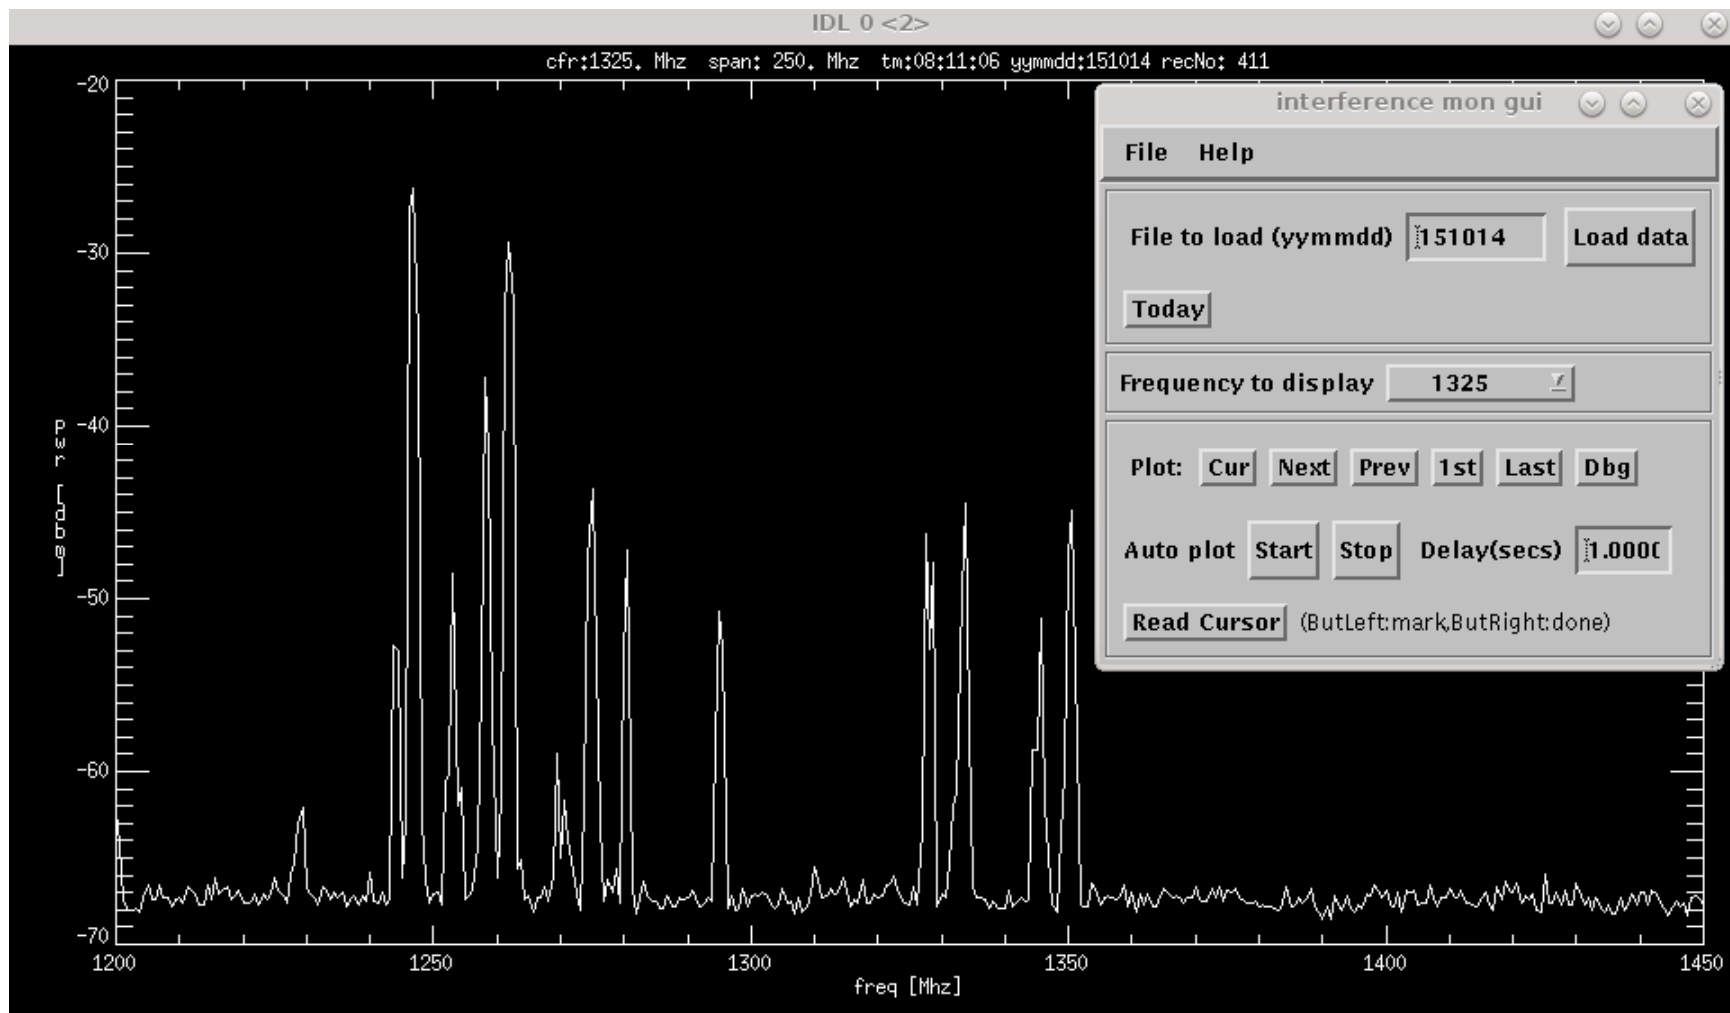 IDL 0 <2>
cfr:1325. Mhz span: 250. Mhz tm:08:11:06 yymmdd:151014 recNo: 411
interference mon gui
File Help
File to load (yymmdd) 151014 Load data
Today
Frequency to display 1325
Plot: Cur Next Prev 1st Last Dbg
Auto plot Start Stop Delay(secs) 1.000(
Read Cursor (ButLeft:mark,ButRight:done)
pwr [dbm]
-20
-30
-40
-50
-60
-70
1200 1250 1300 1350 1400 1450
freq [Mhz]